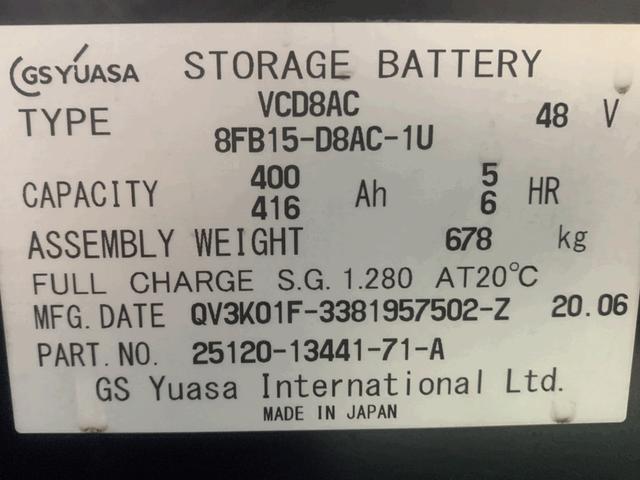 GS YUASA STORAGE BATTERY
TYPE VCD8AC 48 V
8FB15-D8AC-1U
CAPACITY 400 Ah 5 HR
416 6
ASSEMBLY WEIGHT 678 kg
FULL CHARGE S.G. 1.280 AT20°C
MFG. DATE QV3K01F-3381957502-Z 20.06
PART. NO. 25120-13441-71-A
GS Yuasa International Ltd.
MADE IN JAPAN